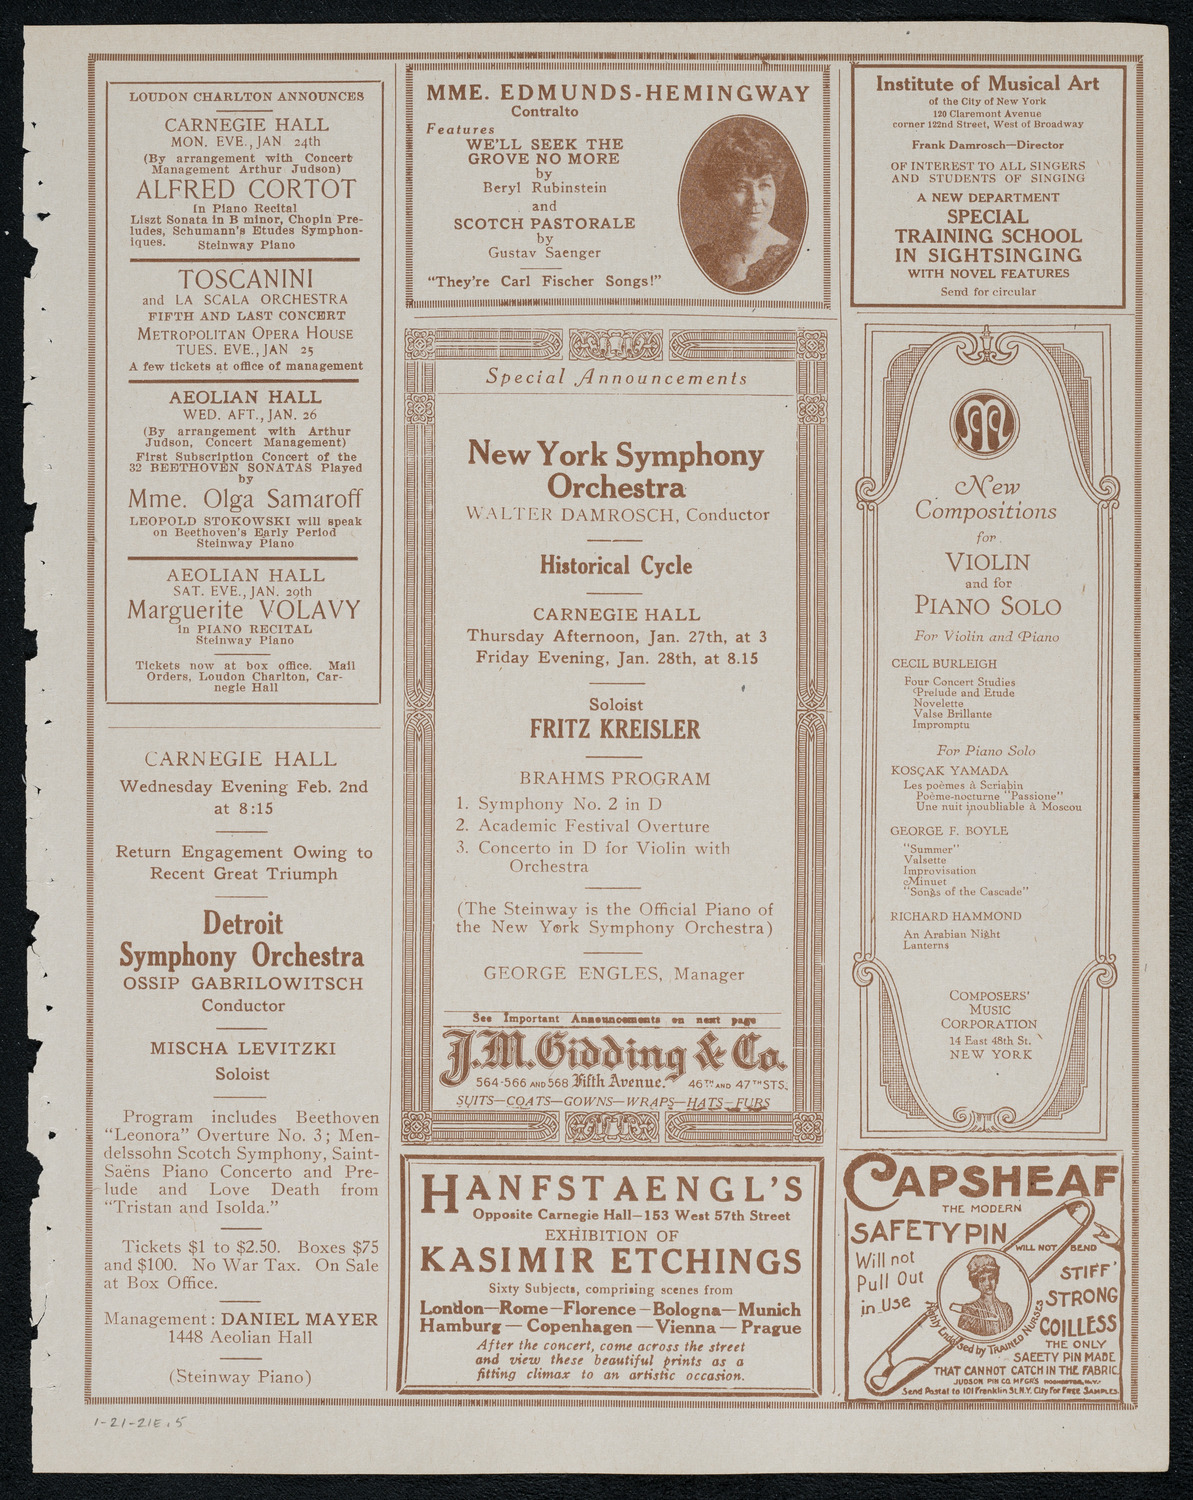 LOUDON CHARLTON ANNOUNCES
CARNEGIE HALL
MON. EVE., JAN 24th
(By arrangement with Concert
Management Arthur Judson)
ALFRED CORTOT
in Piano Recital
Liszt Sonata in B minor, Chopin Pre-
ludes, Schumann's Etudes Symphon-
iques. Steinway Piano
TOSCANINI
and LA SCALA ORCHESTRA
FIFTH AND LAST CONCERT
METROPOLITAN OPERA HOUSE
TUES. EVE., JAN 25
A few tickets at office of management
AEOLIAN HALL
WED. AFT., JAN. 26
(By arrangement with Arthur
Judson, Concert Management)
First Subscription Concert of the
32 BEETHOVEN SONATAS Played
by
Mme. Olga Samaroff
LEOPOLD STOKOWSKI will speak
on Beethoven's Early Period
Steinway Piano
AEOLIAN HALL
SAT. EVE., JAN. 29th
Marguerite VOLAVY
in PIANO RECITAL
Steinway Piano
Tickets now at box office. Mail
Orders, Loudon Charlton, Car-
negie Hall
CARNEGIE HALL
Wednesday Evening Feb. 2nd
at 8:15
Return Engagement Owing to
Recent Great Triumph
Detroit
Symphony Orchestra
OSSIP GABRILOWITSCH
Conductor
MISCHA LEVITZKI
Soloist
Program includes Beethoven
"Leonora" Overture No. 3; Men-
delssohn Scotch Symphony, Saint-
Saëns Piano Concerto and Pre-
lude and Love Death from
"Tristan and Isolda."
Tickets $1 to $2.50. Boxes $75
and $100. No War Tax. On Sale
at Box Office.
Management: DANIEL MAYER
1448 Aeolian Hall
(Steinway Piano)
MME. EDMUNDS-HEMINGWAY
Contralto
Features
WE'LL SEEK THE
GROVE NO MORE
by
Beryl Rubinstein
and
SCOTCH PASTORALE
by
Gustav Saenger
"They're Carl Fischer Songs!"
Special Announcements
New York Symphony
Orchestra
WALTER DAMROSCH, Conductor
Historical Cycle
CARNEGIE HALL
Thursday Afternoon, Jan. 27th, at 3
Friday Evening, Jan. 28th, at 8.15
Soloist
FRITZ KREISLER
BRAHMS PROGRAM
1. Symphony No. 2 in D
2. Academic Festival Overture
3. Concerto in D for Violin with
Orchestra
(The Steinway is the Official Piano of
the New York Symphony Orchestra)
GEORGE ENGLES, Manager
See Important Announcements on next page
J.M. Gidding & Co.
564-566 AND 568 Fifth Avenue. 46TH AND 47TH STS.
SUITS—COATS—GOWNS—WRAPS—HATS—FURS
HANFSTAENGL'S
Opposite Carnegie Hall—153 West 57th Street
EXHIBITION OF
KASIMIR ETCHINGS
Sixty Subjects, comprising scenes from
London—Rome—Florence—Bologna—Munich
Hamburg—Copenhagen—Vienna—Prague
After the concert, come across the street
and view these beautiful prints as a
fitting climax to an artistic occasion.
Institute of Musical Art
of the City of New York
120 Claremont Avenue
corner 122nd Street, West of Broadway
Frank Damrosch—Director
OF INTEREST TO ALL SINGERS
AND STUDENTS OF SINGING
A NEW DEPARTMENT
SPECIAL
TRAINING SCHOOL
IN SIGHTSINGING
WITH NOVEL FEATURES
Send for circular
New
Compositions
for
VIOLIN
and for
PIANO SOLO
For Violin and Piano
CECIL BURLEIGH
Four Concert Studies
Prelude and Etude
Novelette
Valse Brillante
Impromptu
For Piano Solo
KOSÇAK YAMADA
Les poèmes à Scriabin
Poème-nocturne "Passione"
Une nuit inoubliable à Moscou
GEORGE F. BOYLE
"Summer"
Valsette
Improvisation
Minuet
"Songs of the Cascade"
RICHARD HAMMOND
An Arabian Night
Lanterns
COMPOSERS'
MUSIC
CORPORATION
14 East 48th St.
NEW YORK
CAPSHEAF
THE MODERN
SAFETY PIN
WILL NOT BEND
Will not
Pull Out
in Use
STIFF
STRONG
COILLESS
Highly Endorsed by TRAINED NURSES
THE ONLY
SAFETY PIN MADE
THAT CANNOT CATCH IN THE FABRIC
JUDSON PIN CO. MFGRS ROCHESTER, N.Y.
Send Postal to 101 Franklin St. N.Y. City For FREE SAMPLES.
1-21-21E.5